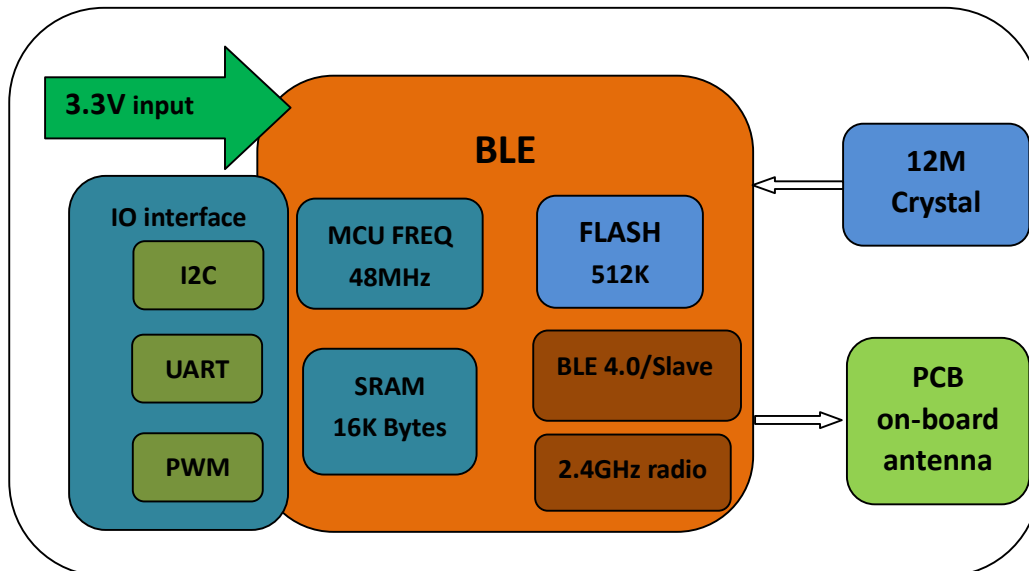 3.3V input
BLE
IO interface
I2C
UART
PWM
MCU FREQ
48MHz
SRAM
16K Bytes
FLASH
512K
BLE 4.0/Slave
2.4GHz radio
12M
Crystal
PCB
on-board
antenna